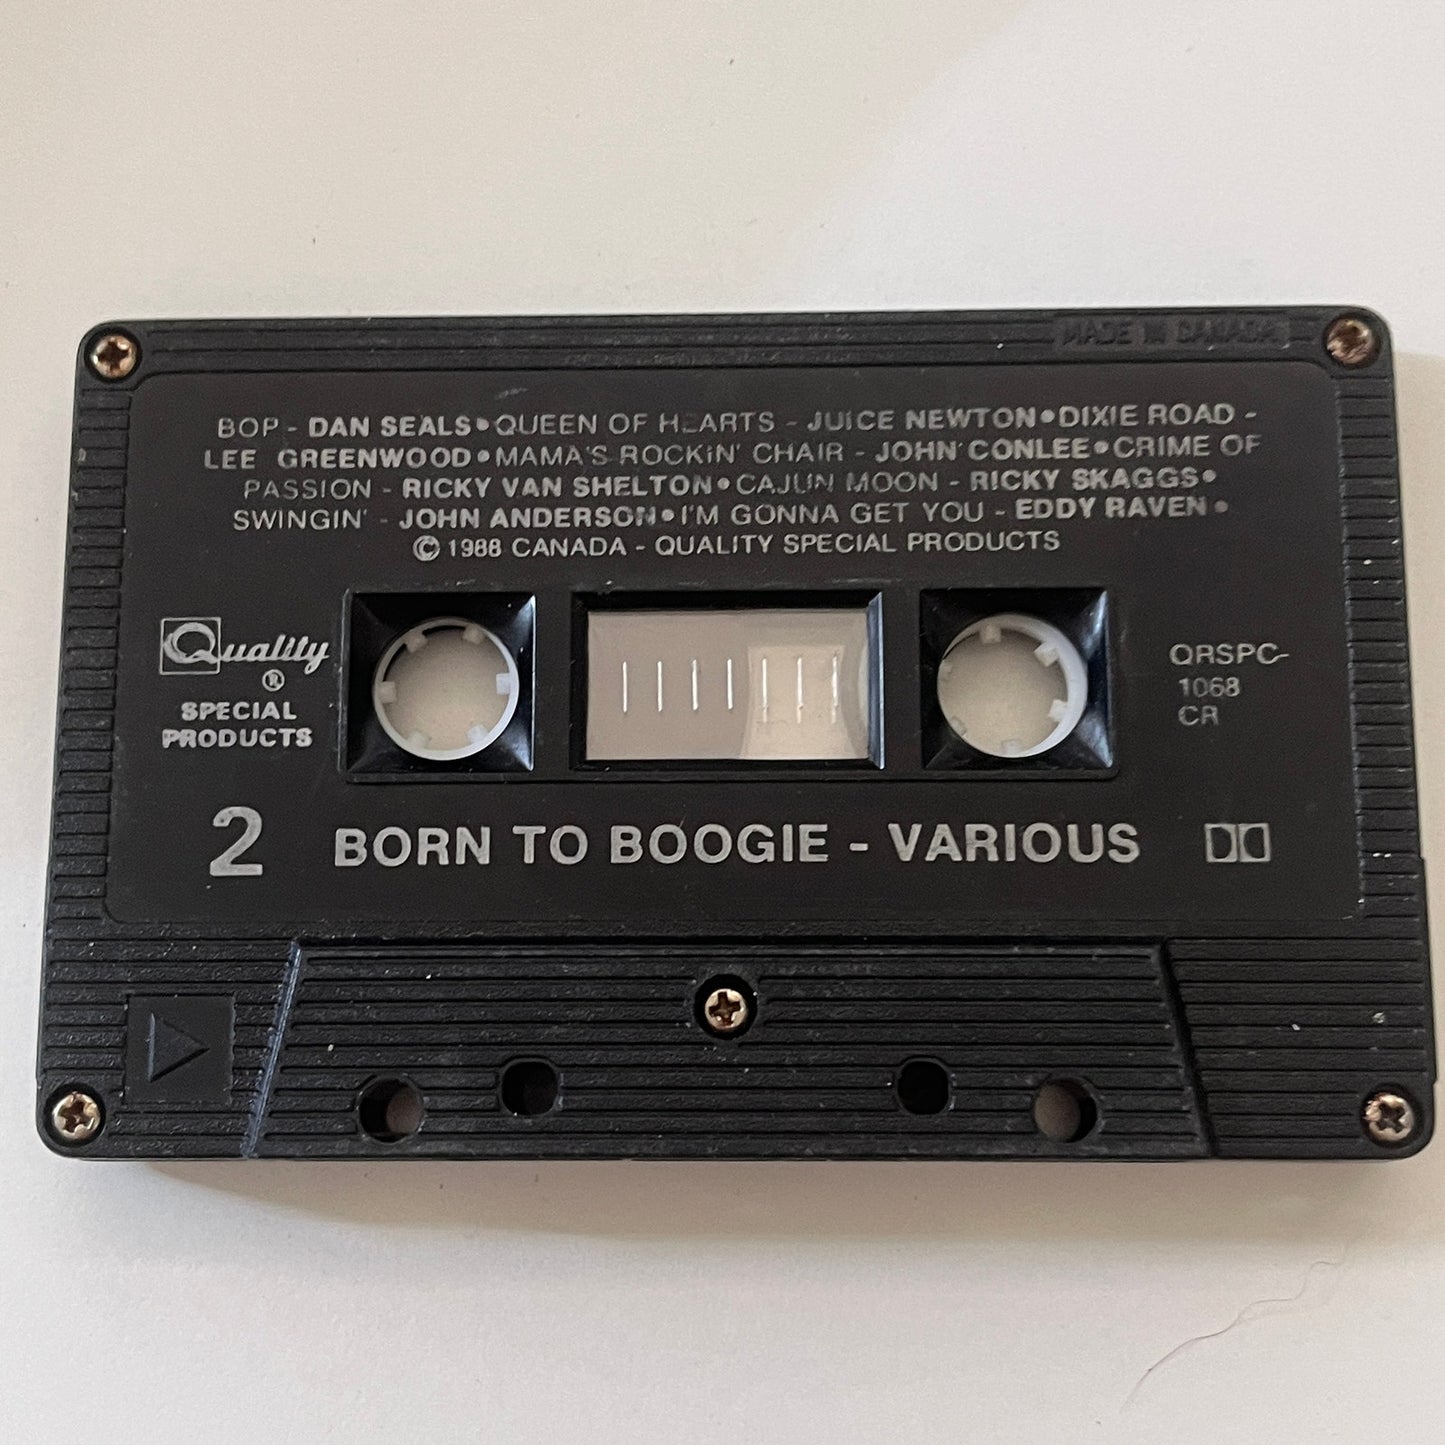 MADE IN CANADA
BOP - DAN SEALS•QUEEN OF HEARTS - JUICE NEWTON•DIXIE ROAD -
LEE GREENWOOD•MAMA'S ROCKIN' CHAIR - JOHN CONLEE•CRIME OF
PASSION - RICKY VAN SHELTON•CAJUN MOON - RICKY SKAGGS•
SWINGIN' - JOHN ANDERSON•I'M GONNA GET YOU - EDDY RAVEN•
© 1988 CANADA - QUALITY SPECIAL PRODUCTS
Quality
®
SPECIAL
PRODUCTS
QRSPC-
1068
CR
2 BORN TO BOOGIE - VARIOUS